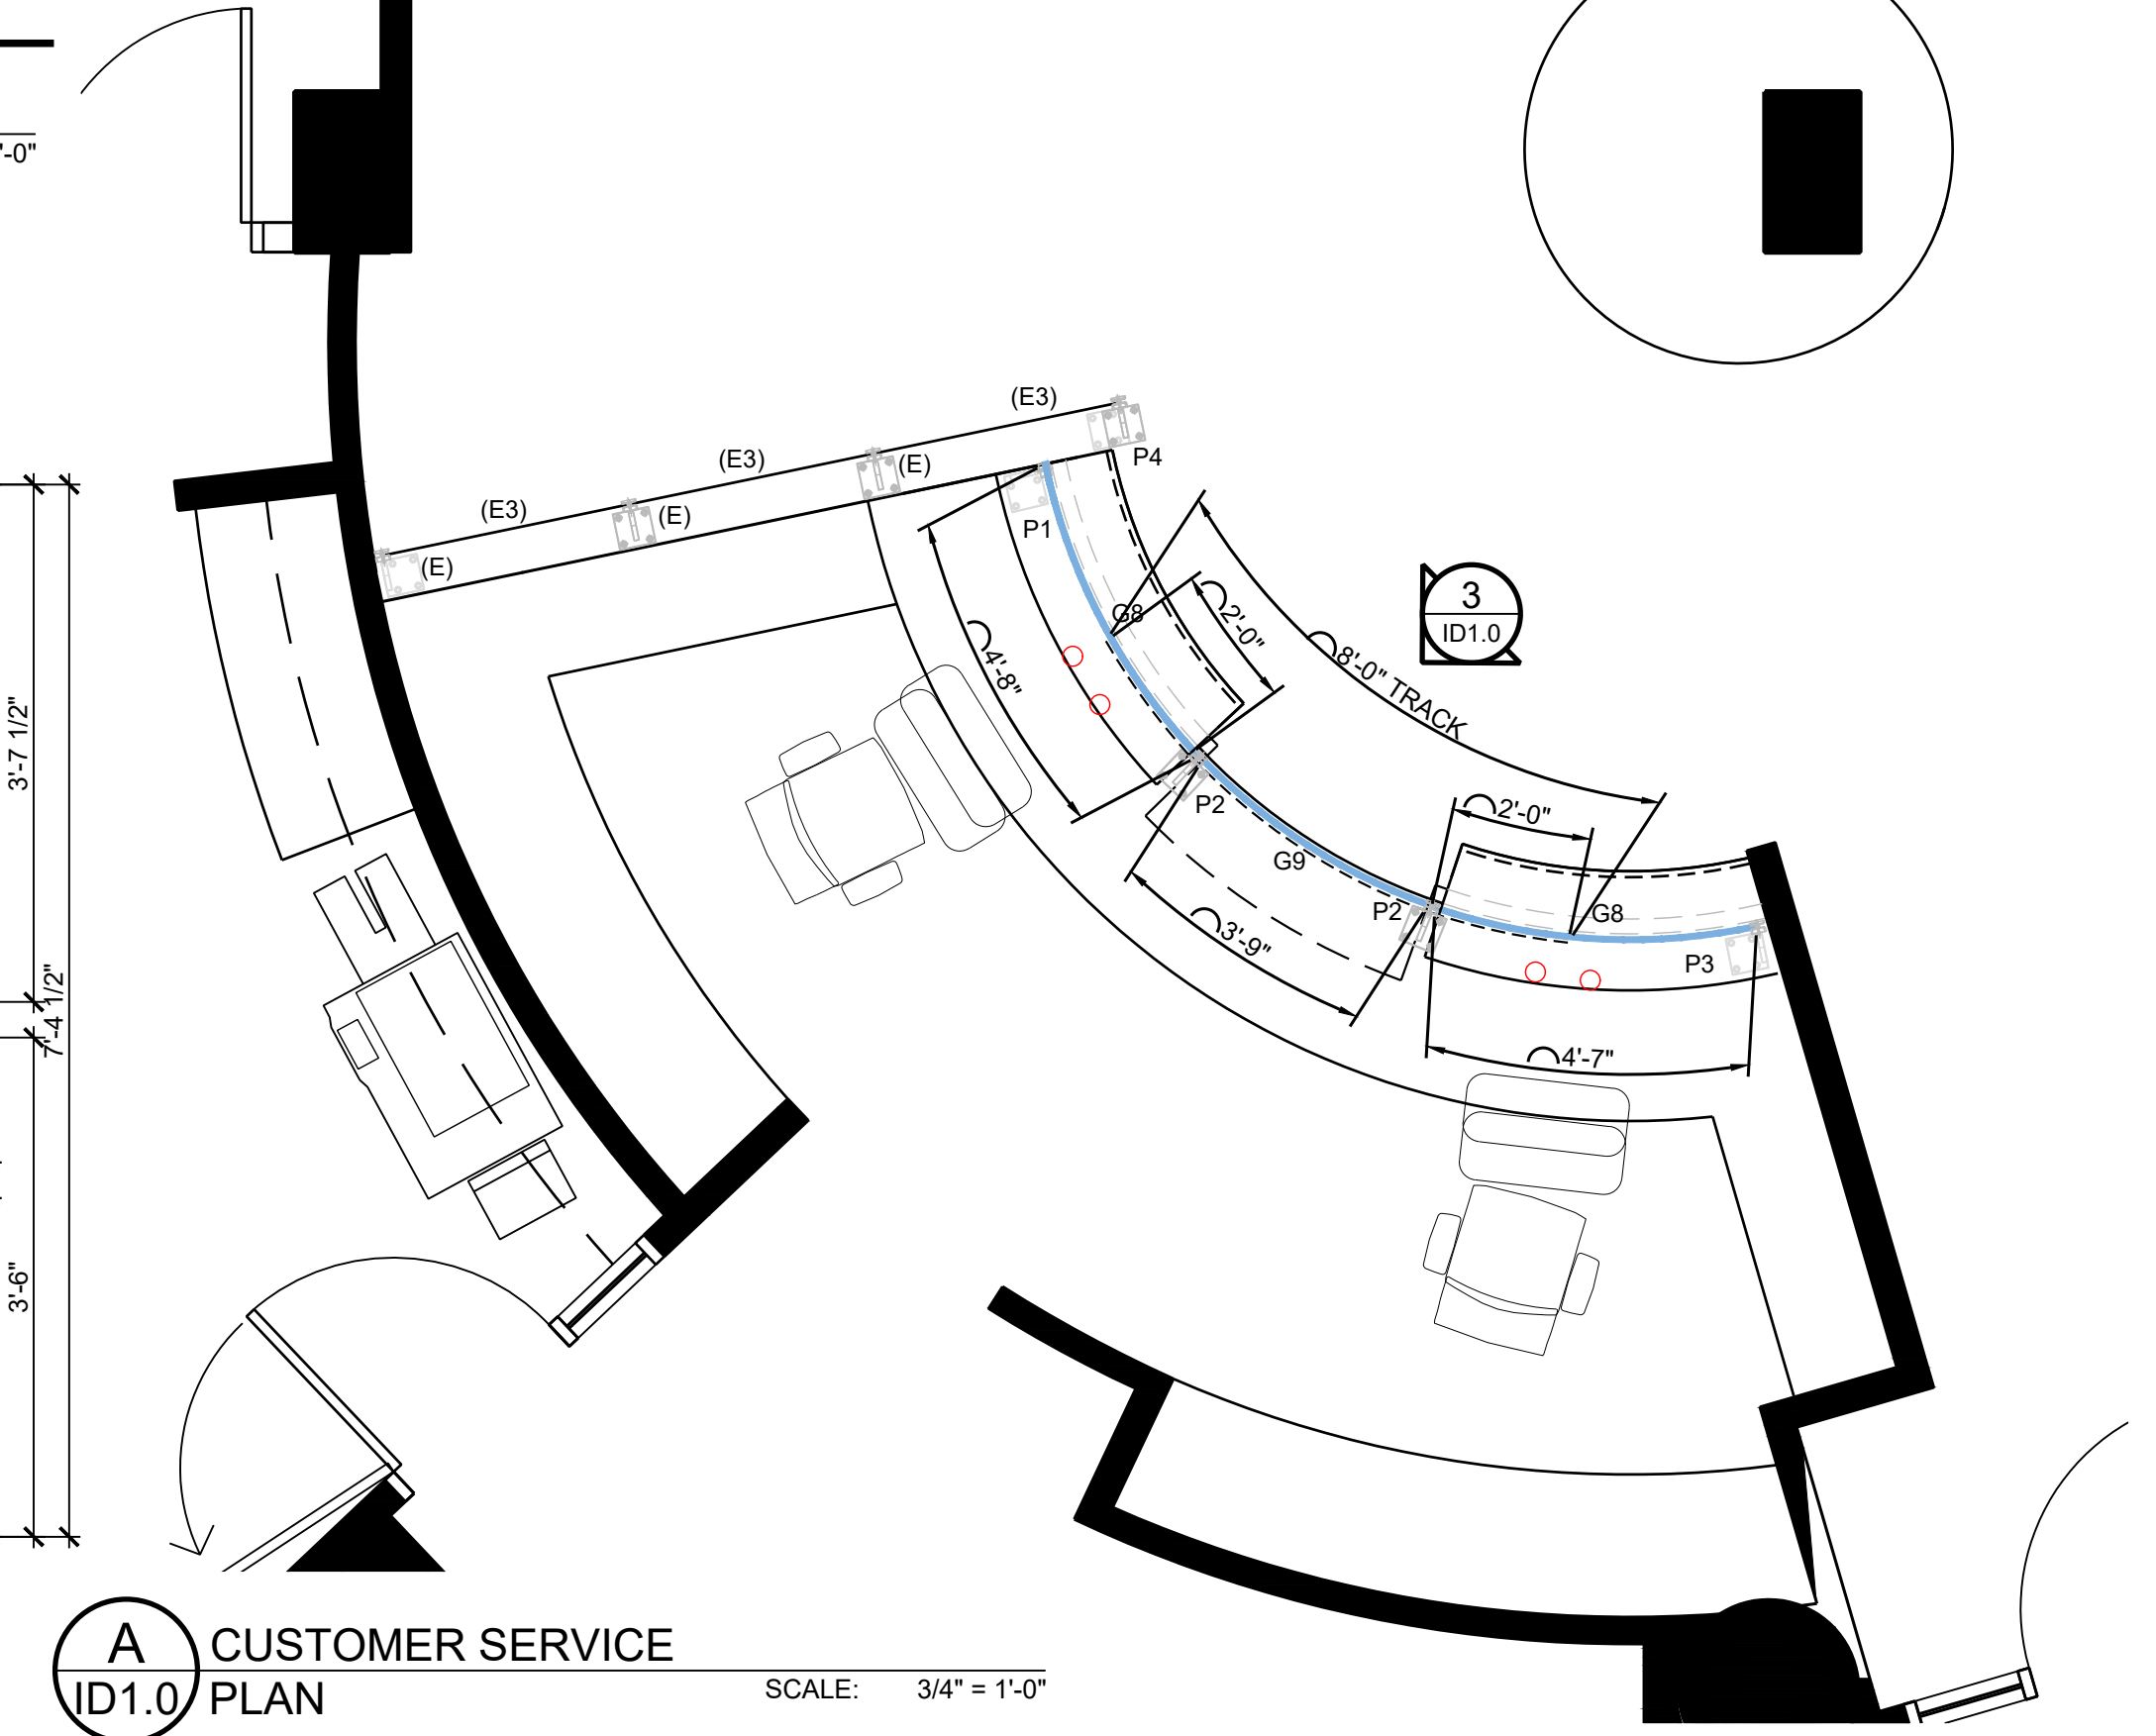 '-0"
(E3)
(E3)
(E3)
P4
(E)
(E)
(E)
P1
G8
2'-0"
4'-8"
3
ID1.0
8'-0" TRACK
P2
2'-0"
G9
P2
G8
3'-9"
P3
4'-7"
3'-7 1/2"
7'-4 1/2"
3'-6"
A
ID1.0
CUSTOMER SERVICE
PLAN
SCALE: 3/4" = 1'-0"